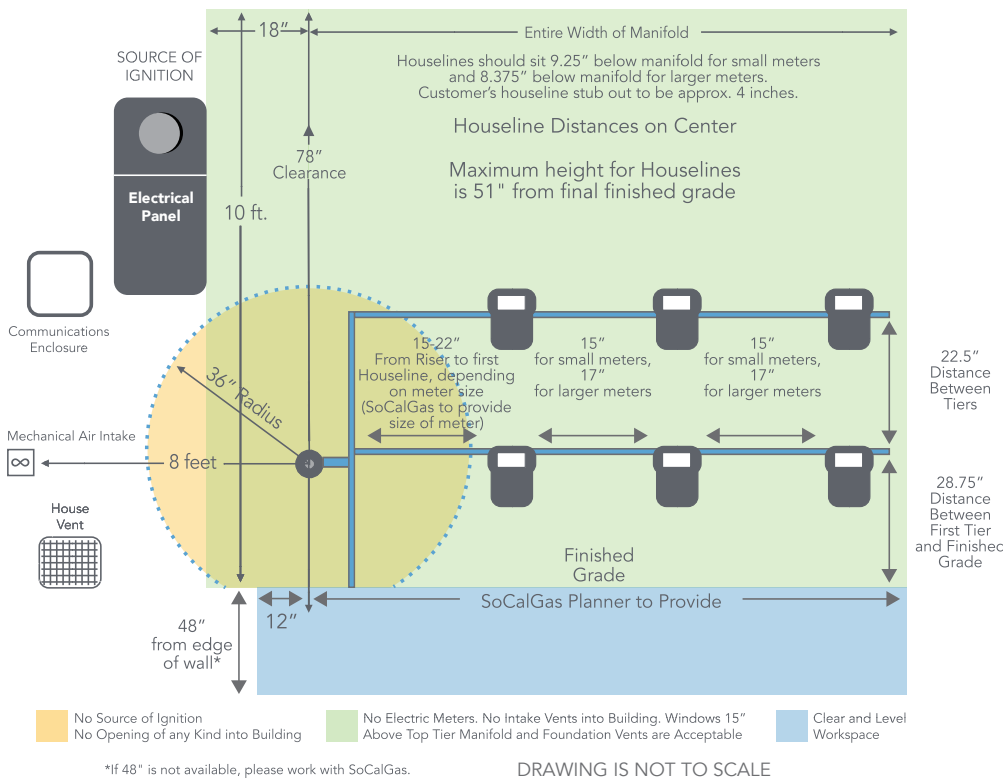 18”
Entire Width of Manifold
SOURCE OF
IGNITION
Houselines should sit 9.25” below manifold for small meters
and 8.375” below manifold for larger meters.
Customer’s houseline stub out to be approx. 4 inches.
Houseline Distances on Center
78”
Clearance
Maximum height for Houselines
is 51" from final finished grade
Electrical
Panel
10 ft.
Communications
Enclosure
15-22”
From Riser to first
Houseline, depending
on meter size
(SoCalGas to provide
size of meter)
15”
for small meters,
17”
for larger meters
15”
for small meters,
17”
for larger meters
22.5”
Distance
Between
Tiers
36” Radius
Mechanical Air Intake
8 feet
28.75”
Distance
Between
First Tier
and Finished
Grade
House
Vent
Finished
Grade
12”
SoCalGas Planner to Provide
48”
from edge
of wall*
No Source of Ignition
No Opening of any Kind into Building
No Electric Meters. No Intake Vents into Building. Windows 15”
Above Top Tier Manifold and Foundation Vents are Acceptable
Clear and Level
Workspace
*If 48" is not available, please work with SoCalGas.
DRAWING IS NOT TO SCALE